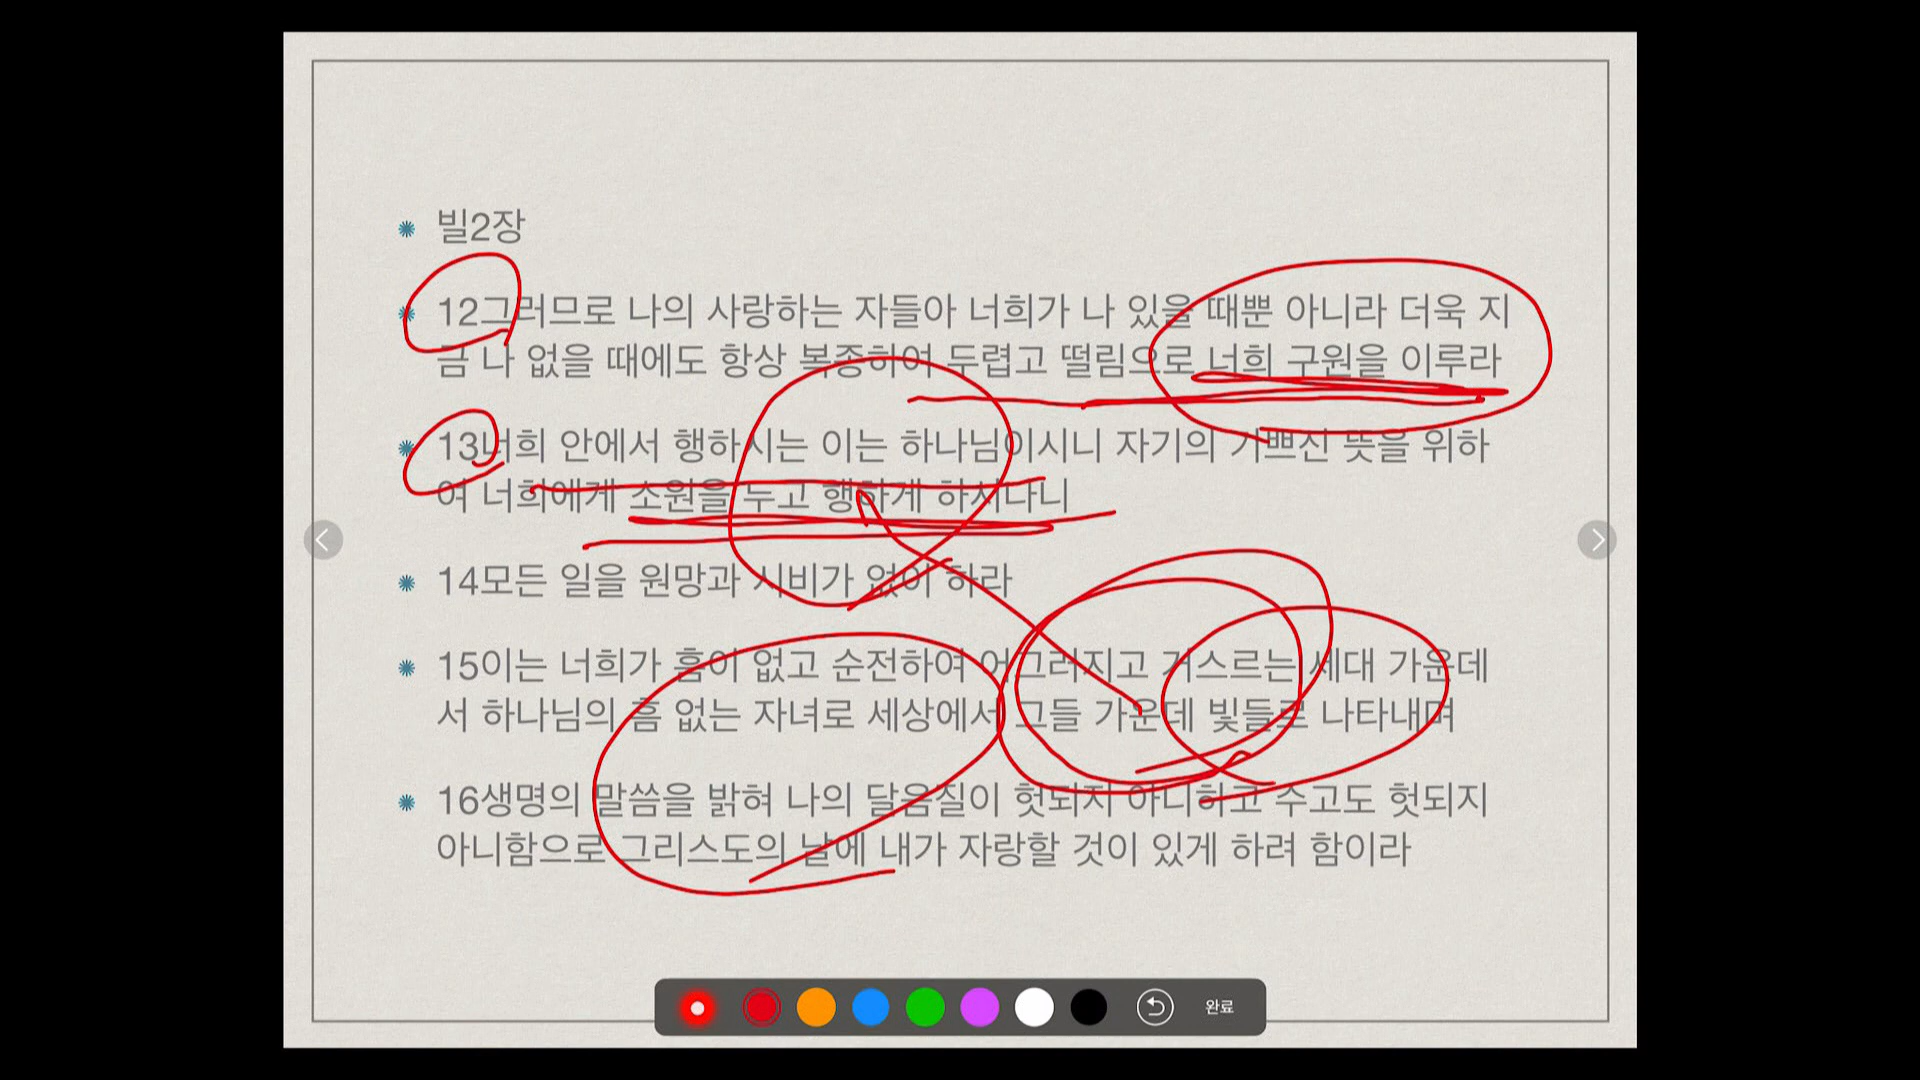 빌2장
12그러므로 나의 사랑하는 자들아 너희가 나 있을 때뿐 아니라 더욱 지
금 나 없을 때에도 항상 복종하여 두렵고 떨림으로 너희 구원을 이루라
13너희 안에서 행하시는 이는 하나님이시니 자기의 기쁘신 뜻을 위하
여 너희에게 소원을 두고 행하게 하시나니
14모든 일을 원망과 시비가 없이 하라
15이는 너희가 흠이 없고 순전하여 어그러지고 거스르는 세대 가운데
서 하나님의 흠 없는 자녀로 세상에서 그들 가운데 빛들로 나타내며
16생명의 말씀을 밝혀 나의 달음질이 헛되지 아니하고 수고도 헛되지
아니함으로 그리스도의 날에 내가 자랑할 것이 있게 하려 함이라
완료